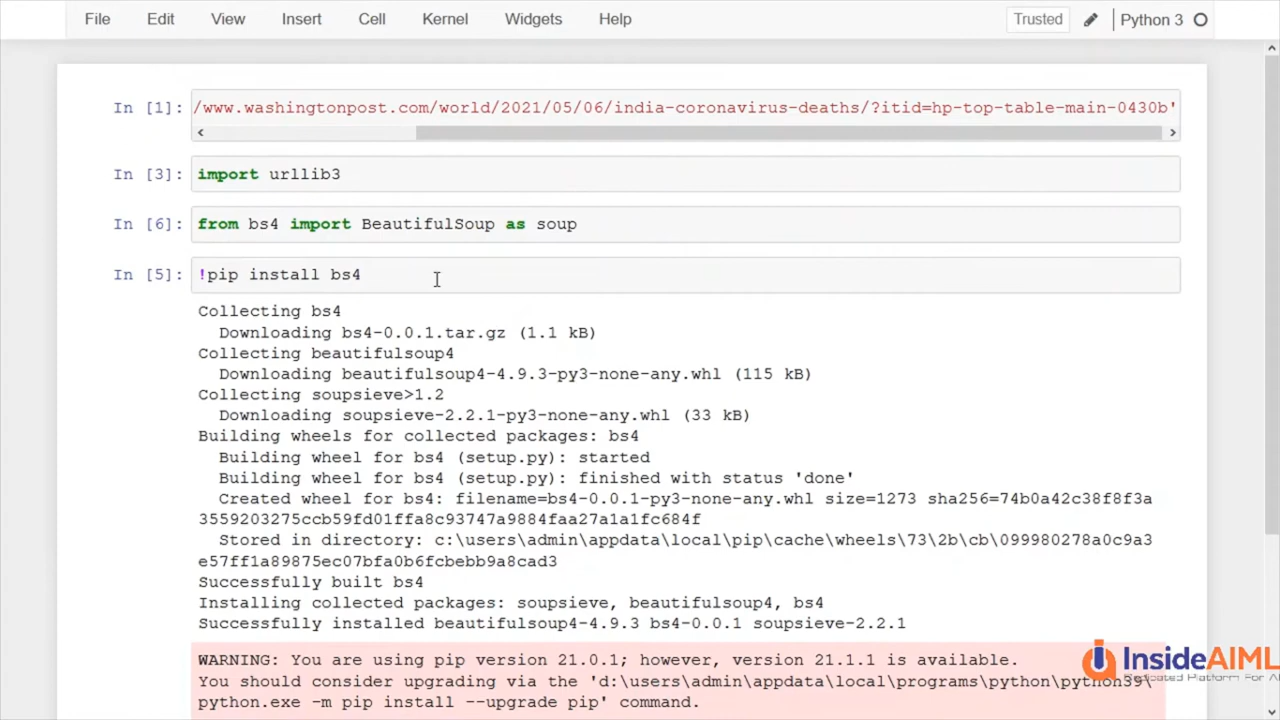 File Edit View Insert Cell Kernel Widgets Help Trusted Python 3
In [1]: /www.washingtonpost.com/world/2021/05/06/india-coronavirus-deaths/?itid=hp-top-table-main-0430b'
In [3]: import urllib3
In [6]: from bs4 import BeautifulSoup as soup
In [5]: !pip install bs4
Collecting bs4
Downloading bs4-0.0.1.tar.gz (1.1 kB)
Collecting beautifulsoup4
Downloading beautifulsoup4-4.9.3-py3-none-any.whl (115 kB)
Collecting soupsieve>1.2
Downloading soupsieve-2.2.1-py3-none-any.whl (33 kB)
Building wheels for collected packages: bs4
Building wheel for bs4 (setup.py): started
Building wheel for bs4 (setup.py): finished with status 'done'
Created wheel for bs4: filename=bs4-0.0.1-py3-none-any.whl size=1273 sha256=74b0a42c38f8f3a
3559203275ccb59fd01ffa8c93747a9884faa27a1a1fc684f
Stored in directory: c:\users\admin\appdata\local\pip\cache\wheels\73\2b\cb\099980278a0c9a3
e57ff1a89875ec07bfa0b6fcbebb9a8cad3
Successfully built bs4
Installing collected packages: soupsieve, beautifulsoup4, bs4
Successfully installed beautifulsoup4-4.9.3 bs4-0.0.1 soupsieve-2.2.1
WARNING: You are using pip version 21.0.1; however, version 21.1.1 is available.
You should consider upgrading via the 'd:\users\admin\appdata\local\programs\python\python39\
python.exe -m pip install --upgrade pip' command.
InsideAIML
Dedicated Platform For